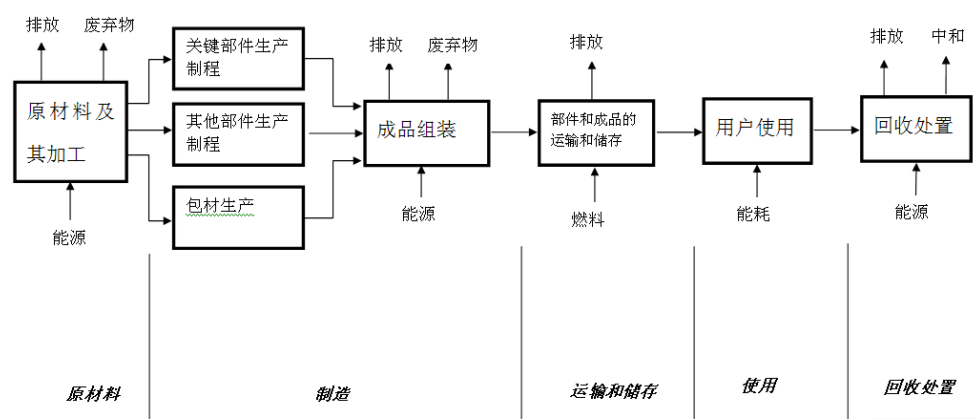 排放
废弃物
原材料及
其加工
能源
关键部件生产
制程
其他部件生产
制程
包材生产
排放
废弃物
成品组装
能源
排放
部件和成品的
运输和储存
燃料
用户使用
能耗
排放
中和
回收处置
能源
原材料
制造
运输和储存
使用
回收处置